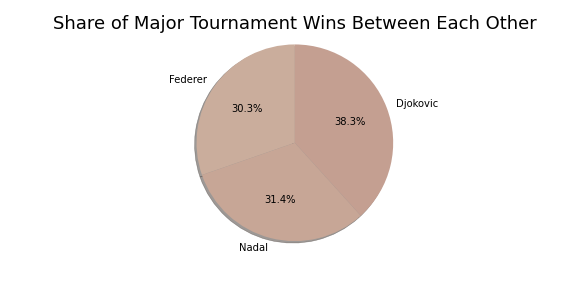 Share of Major Tournament Wins Between Each Other
Federer
30.3%
Djokovic
38.3%
31.4%
Nadal